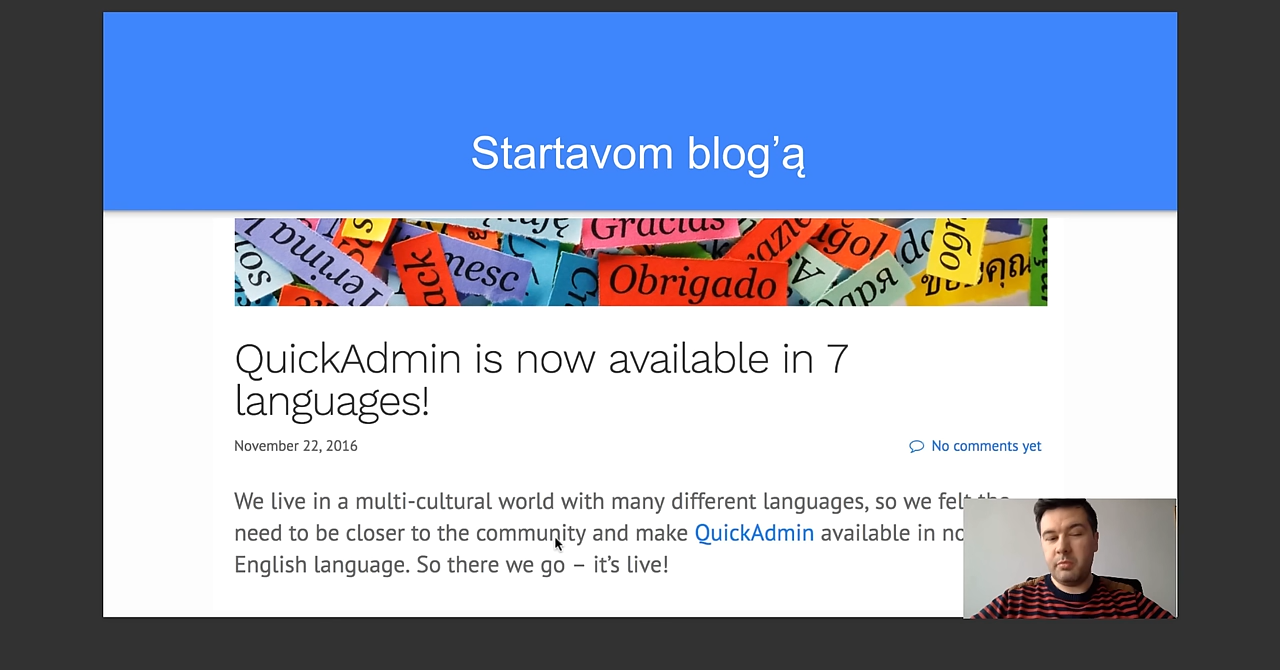 Startavom blog’ą
Gracias
Obrigado
QuickAdmin is now available in 7
languages!
November 22, 2016
No comments yet
We live in a multi-cultural world with many different languages, so we felt the
need to be closer to the community and make QuickAdmin available in
English language. So there we go – it’s live!